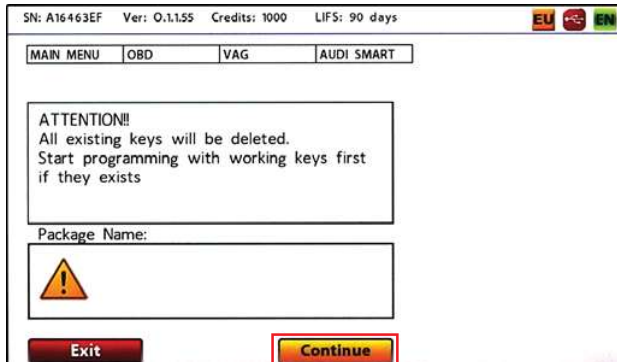 SN: A16463EF Ver: 0.1.1.55 Credits: 1000 LIFS: 90 days EU EN
MAIN MENU OBD VAG AUDI SMART
ATTENTION!!
All existing keys will be deleted.
Start programming with working keys first
if they exists
Package Name:
Exit Continue